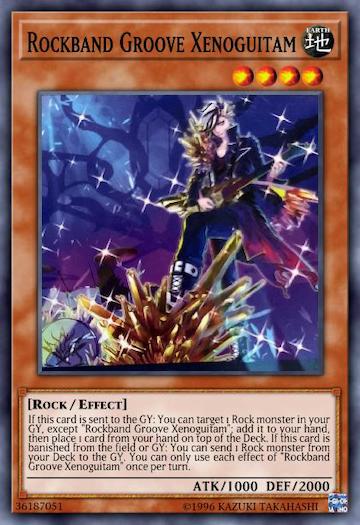 Rockband Groove Xenoguitam
EARTH
地
[Rock / Effect]
If this card is sent to the GY: You can target 1 Rock monster in your
GY, except "Rockband Groove Xenoguitam"; add it to your hand,
then place 1 card from your hand on top of the Deck. If this card is
banished from the field or GY: You can send 1 Rock monster from
your Deck to the GY. You can only use each effect of "Rockband
Groove Xenoguitam" once per turn.
ATK/1000 DEF/2000
36187051
©1996 KAZUKI TAKAHASHI